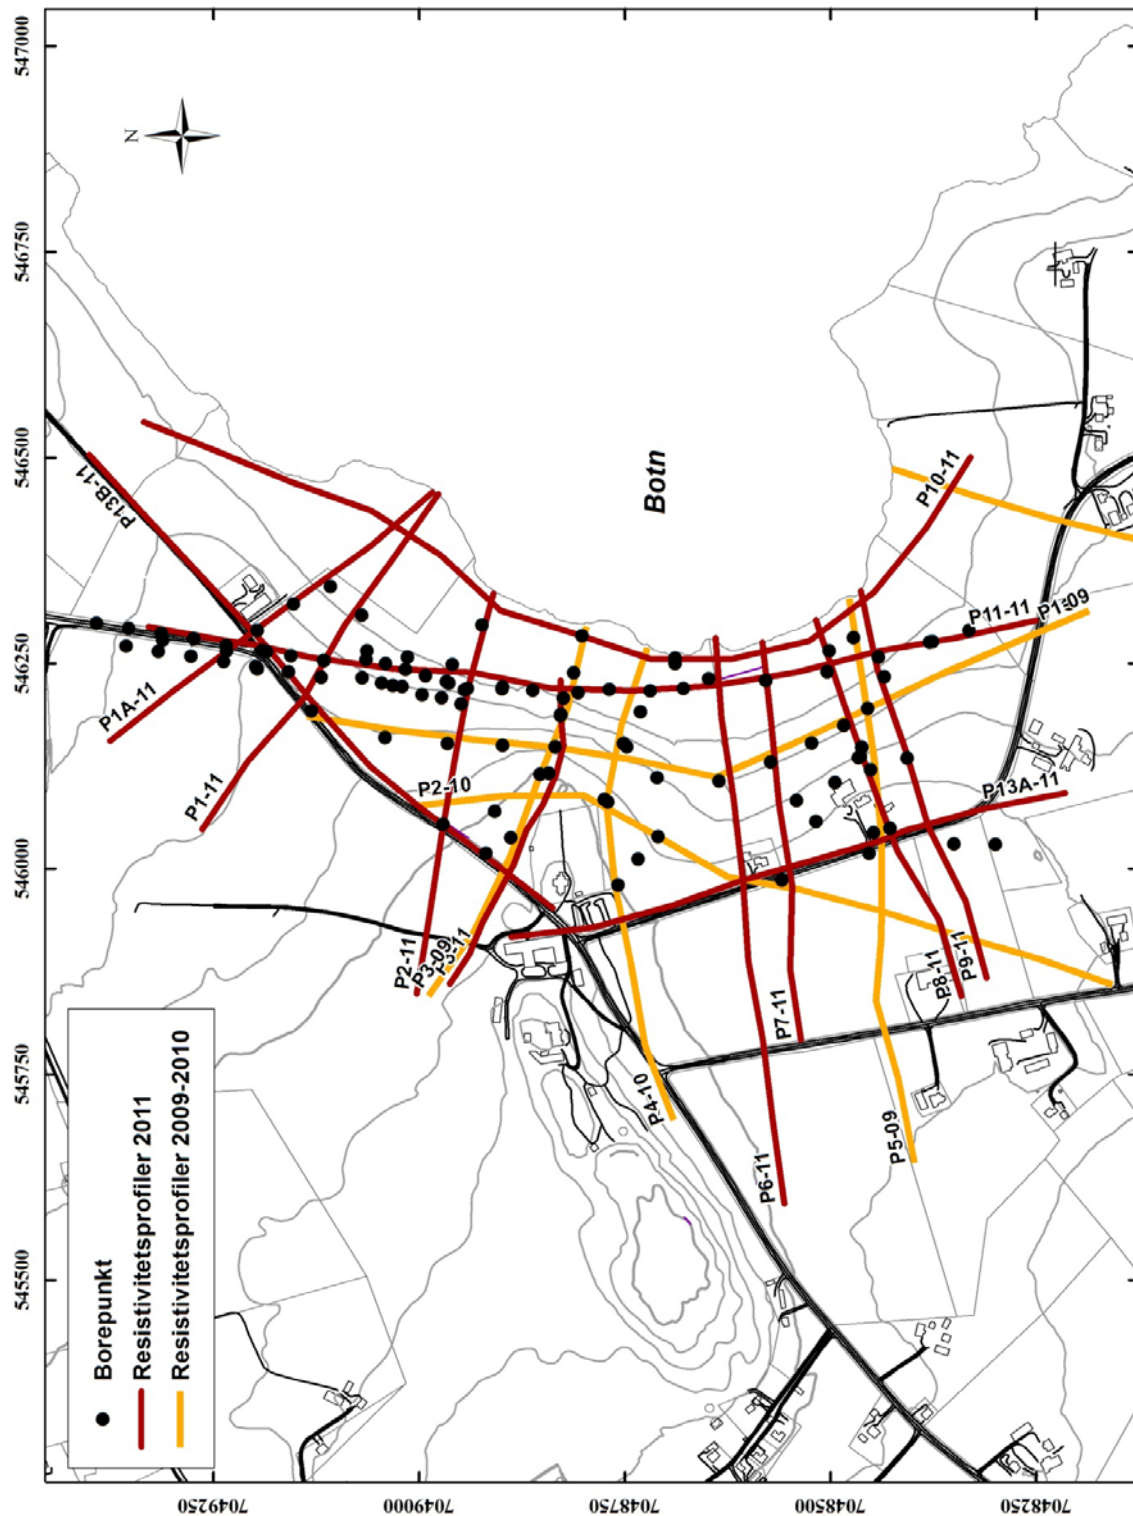 547000
546750
546500
546250
546000
545750
545500
7049250
7049000
7048750
7048500
7048250
N
Botn
Borepunkt
Resistivitetsprofiler 2011
Resistivitetsprofiler 2009-2010
P13B-11
P1A-11
P1-11
P2-10
P2-11
P3-09
P4-10
P6-11
P7-11
P5-09
P8-11
P9-11
P10-11
P11-11
P13A-11